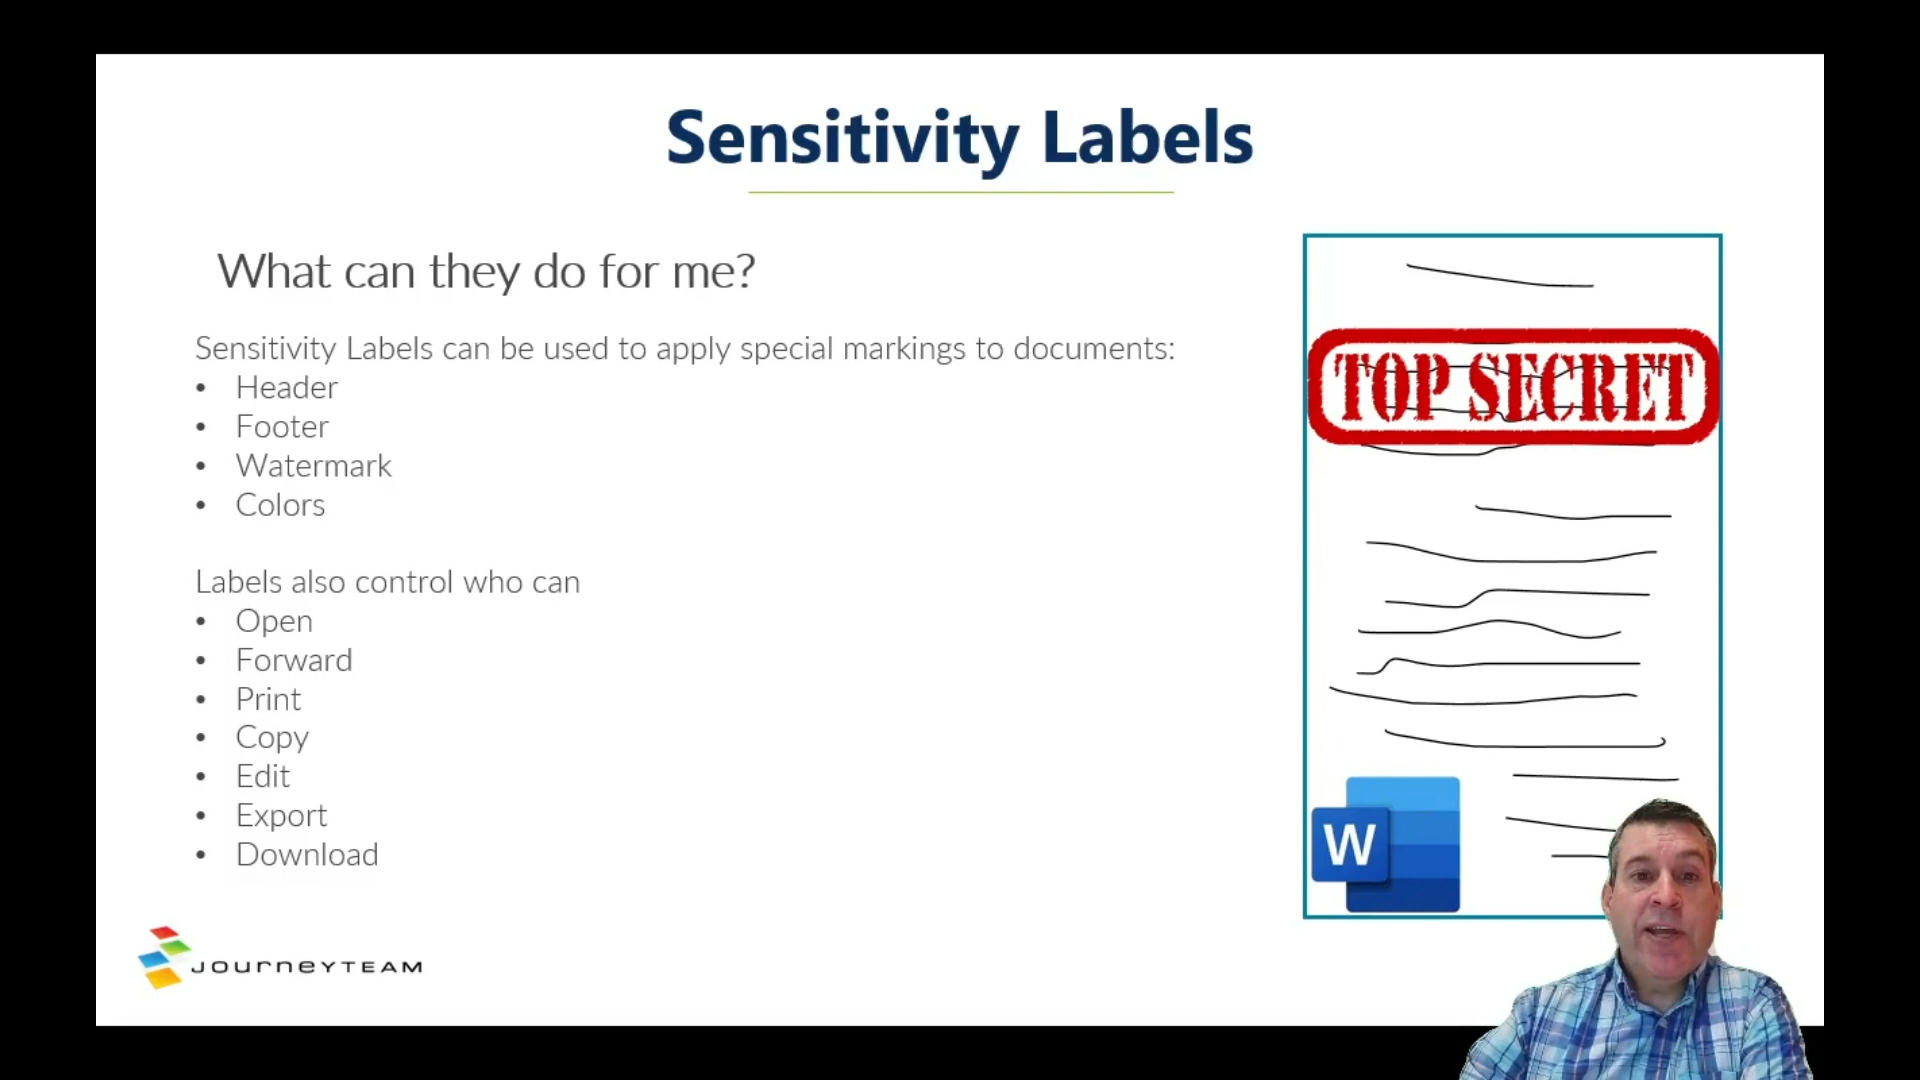 Sensitivity Labels
What can they do for me?
Sensitivity Labels can be used to apply special markings to documents:
• Header
• Footer
• Watermark
• Colors
Labels also control who can
• Open
• Forward
• Print
• Copy
• Edit
• Export
• Download
TOP SECRET
W
JOURNEYTEAM